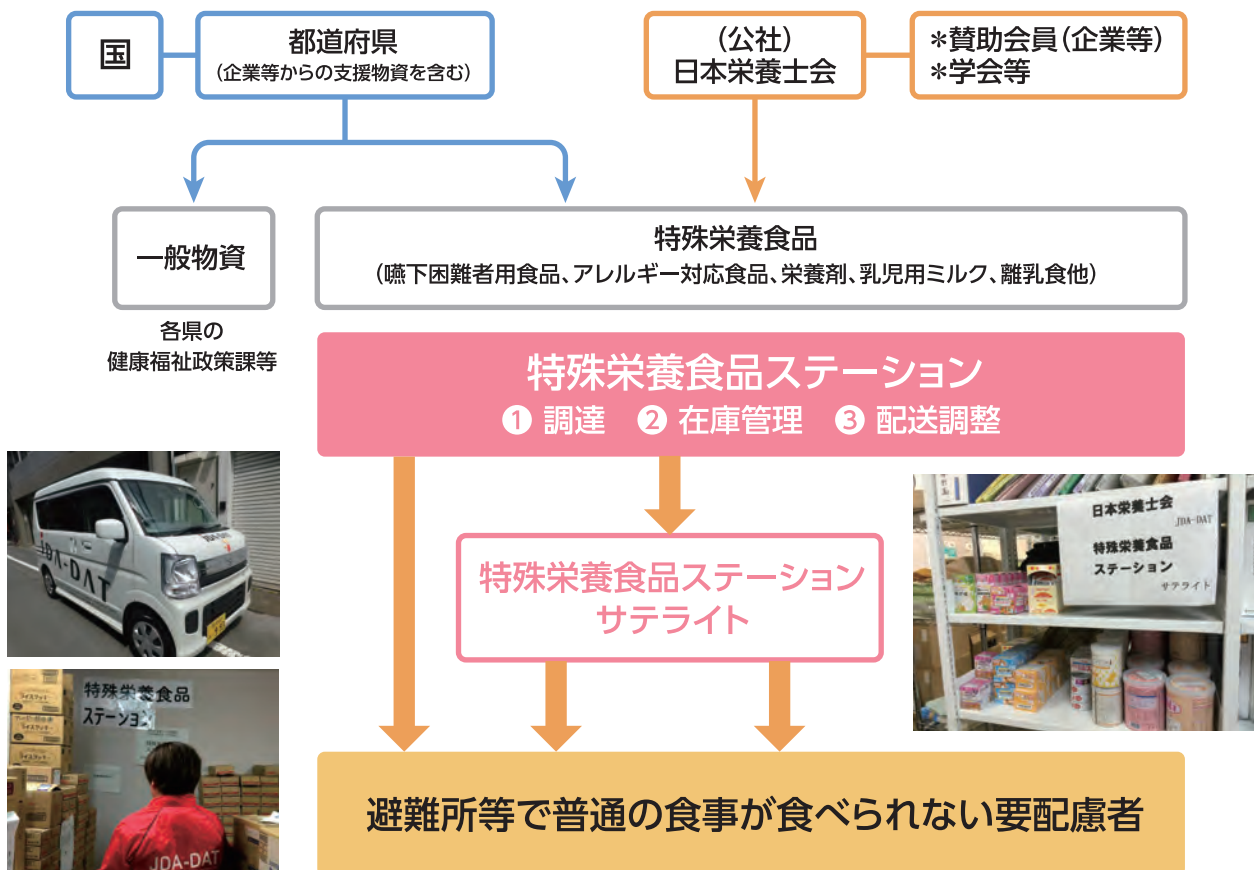 国
都道府県
（企業等からの支援物資を含む）
（公社）
日本栄養士会
＊賛助会員（企業等）
＊学会等
一般物資
特殊栄養食品
（嚥下困難者用食品、アレルギー対応食品、栄養剤、乳児用ミルク、離乳食他）
各県の
健康福祉政策課等
特殊栄養食品ステーション
❶ 調達 ❷ 在庫管理 ❸ 配送調整
JDA-DAT
特殊栄養食品ステーション
サテライト
日本栄養士会
JDA-DAT
特殊栄養食品
ステーション
サテライト
特殊栄養食品
ステーション
JDA-DAT
避難所等で普通の食事が食べられない要配慮者